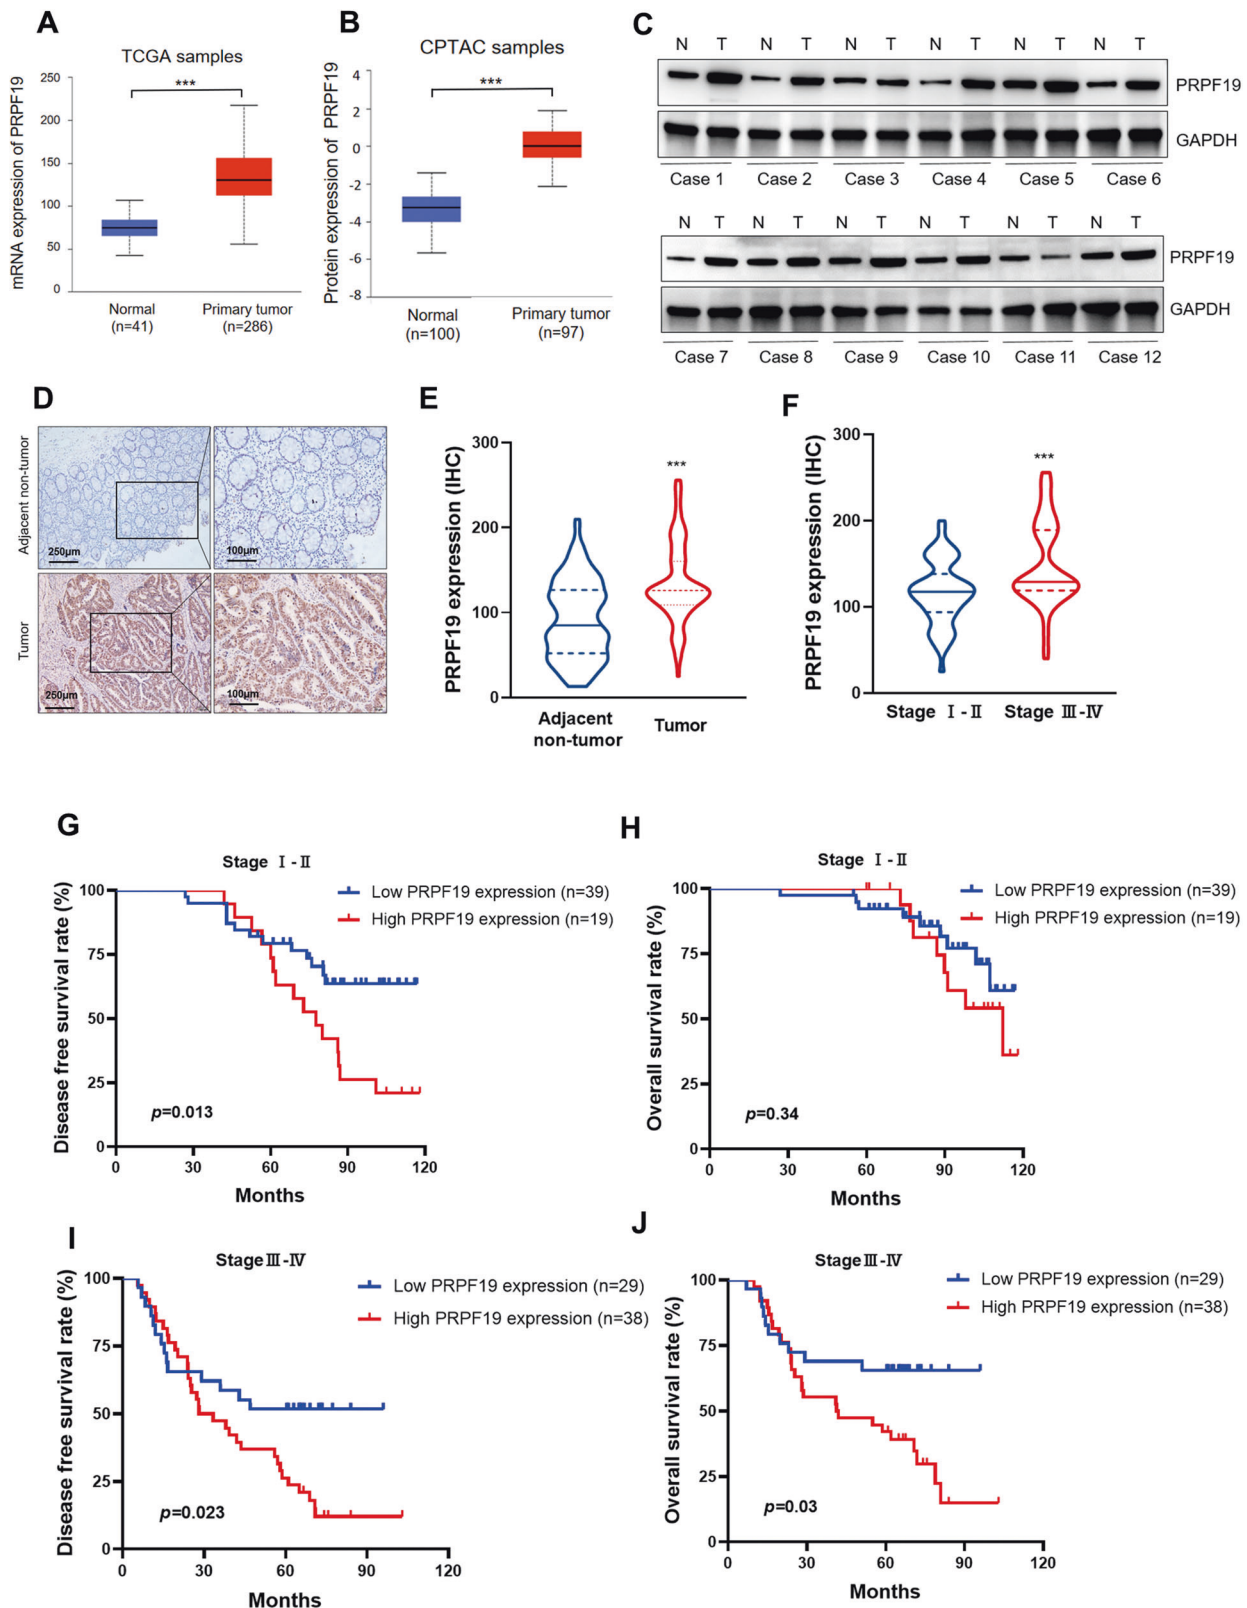 A
TCGA samples
mRNA expression of PRPF19
250
200
150
100
50
0
***
Normal
(n=41)
Primary tumor
(n=286)
B
CPTAC samples
Protein expression of PRPF19
4
2
0
-2
-4
-6
-8
***
Normal
(n=100)
Primary tumor
(n=97)
C
N T N T N T N T N T N T
PRPF19
GAPDH
Case 1 Case 2 Case 3 Case 4 Case 5 Case 6
N T N T N T N T N T N T
PRPF19
GAPDH
Case 7 Case 8 Case 9 Case 10 Case 11 Case 12
D
Adjacent non-tumor
250μm
100μm
Tumor
250μm
100μm
E
PRPF19 expression (IHC)
300
200
100
0
***
Adjacent
non-tumor
Tumor
F
PRPF19 expression (IHC)
300
200
100
0
***
Stage Ⅰ-Ⅱ
Stage Ⅲ-Ⅳ
G
Stage Ⅰ-Ⅱ
Low PRPF19 expression (n=39)
High PRPF19 expression (n=19)
Disease free survival rate (%)
100
75
50
25
0
p=0.013
0 30 60 90 120
Months
H
Stage Ⅰ-Ⅱ
Low PRPF19 expression (n=39)
High PRPF19 expression (n=19)
Overall survival rate (%)
100
75
50
25
0
p=0.34
0 30 60 90 120
Months
I
Stage Ⅲ-Ⅳ
Low PRPF19 expression (n=29)
High PRPF19 expression (n=38)
Disease free survival rate (%)
100
75
50
25
0
p=0.023
0 30 60 90 120
Months
J
Stage Ⅲ-Ⅳ
Low PRPF19 expression (n=29)
High PRPF19 expression (n=38)
Overall survival rate (%)
100
75
50
25
0
p=0.03
0 30 60 90 120
Months